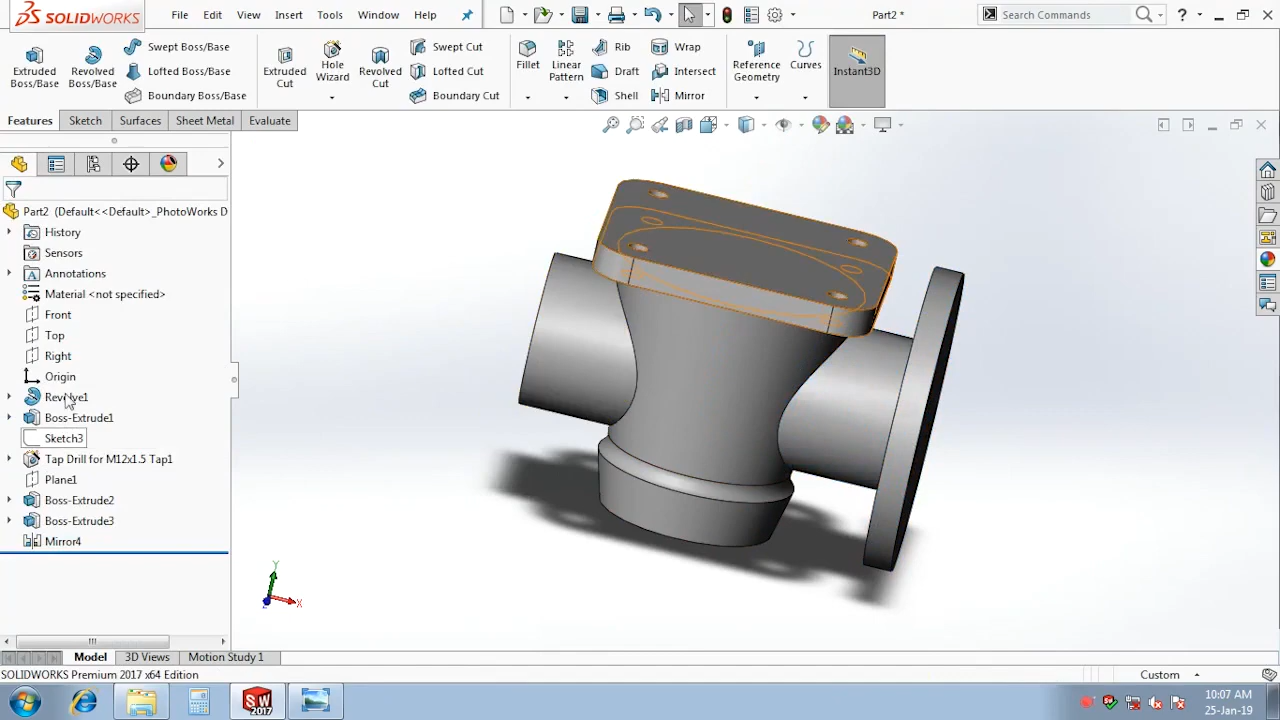 SOLIDWORKS File Edit View Insert Tools Window Help Part2 * Search Commands ?
Extruded Boss/Base Revolved Boss/Base Swept Boss/Base Lofted Boss/Base Boundary Boss/Base Extruded Cut Hole Wizard Revolved Cut Swept Cut Lofted Cut Boundary Cut Fillet Linear Pattern Rib Draft Shell Wrap Intersect Mirror Reference Geometry Curves Instant3D
Features Sketch Surfaces Sheet Metal Evaluate
Part2 (Default<<Default>_PhotoWorks D
History
Sensors
Annotations
Material <not specified>
Front
Top
Right
Origin
Revolve1
Boss-Extrude1
Sketch3
Tap Drill for M12x1.5 Tap1
Plane1
Boss-Extrude2
Boss-Extrude3
Mirror4
Y
X
Z
Model 3D Views Motion Study 1
SOLIDWORKS Premium 2017 x64 Edition Custom
SW 2017
10:07 AM
25-Jan-19